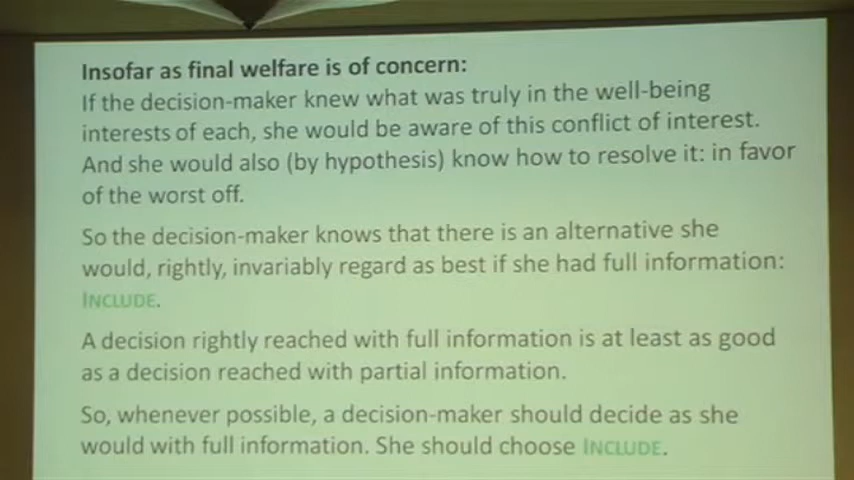 Insofar as final welfare is of concern:
If the decision-maker knew what was truly in the well-being
interests of each, she would be aware of this conflict of interest.
And she would also (by hypothesis) know how to resolve it: in favor
of the worst off.
So the decision-maker knows that there is an alternative she
would, rightly, invariably regard as best if she had full information:
INCLUDE.
A decision rightly reached with full information is at least as good
as a decision reached with partial information.
So, whenever possible, a decision-maker should decide as she
would with full information. She should choose INCLUDE.